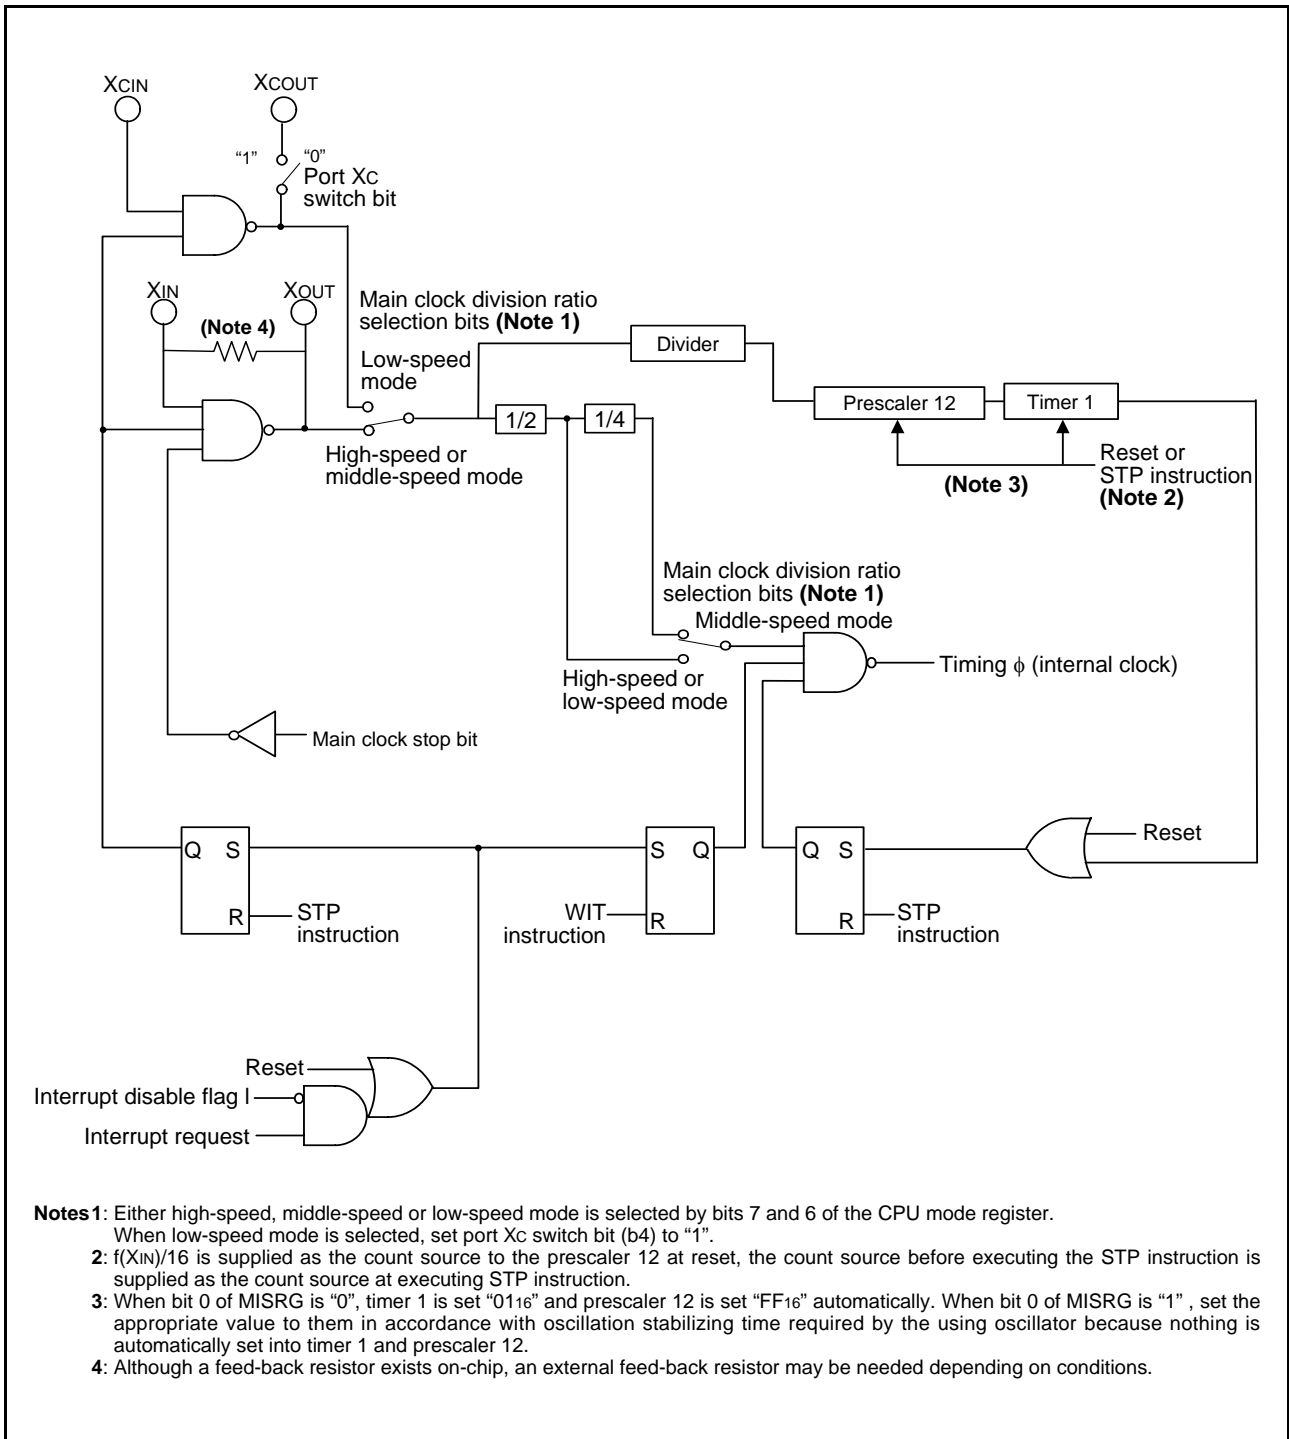 XCIN
XCOUT
“1” “0”
Port XC
switch bit
XIN
XOUT
(Note 4)
Main clock division ratio
selection bits (Note 1)
Low-speed
mode
Divider
1/2
1/4
Prescaler 12
Timer 1
High-speed or
middle-speed mode
Reset or
STP instruction
(Note 2)
(Note 3)
Main clock division ratio
selection bits (Note 1)
Middle-speed mode
High-speed or
low-speed mode
Timing ϕ (internal clock)
Main clock stop bit
Reset
Q S
S Q
Q S
R
STP
instruction
WIT
instruction
R
R
STP
instruction
Reset
Interrupt disable flag I
Interrupt request
Notes1: Either high-speed, middle-speed or low-speed mode is selected by bits 7 and 6 of the CPU mode register.
When low-speed mode is selected, set port XC switch bit (b4) to “1”.
2: f(XIN)/16 is supplied as the count source to the prescaler 12 at reset, the count source before executing the STP instruction is
supplied as the count source at executing STP instruction.
3: When bit 0 of MISRG is “0”, timer 1 is set “0116” and prescaler 12 is set “FF16” automatically. When bit 0 of MISRG is “1” , set the
appropriate value to them in accordance with oscillation stabilizing time required by the using oscillator because nothing is
automatically set into timer 1 and prescaler 12.
4: Although a feed-back resistor exists on-chip, an external feed-back resistor may be needed depending on conditions.